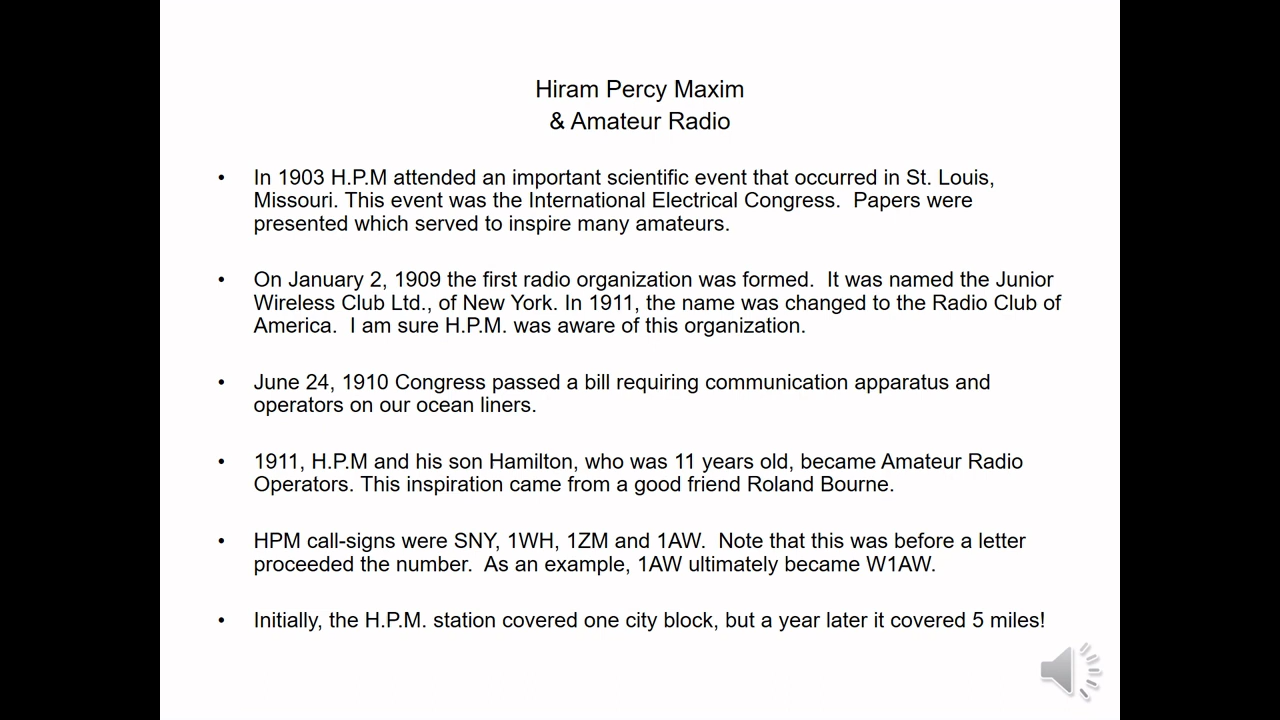 Hiram Percy Maxim
& Amateur Radio
• In 1903 H.P.M attended an important scientific event that occurred in St. Louis,
Missouri. This event was the International Electrical Congress.  Papers were
presented which served to inspire many amateurs.
• On January 2, 1909 the first radio organization was formed.  It was named the Junior
Wireless Club Ltd., of New York. In 1911, the name was changed to the Radio Club of
America.  I am sure H.P.M. was aware of this organization.
• June 24, 1910 Congress passed a bill requiring communication apparatus and
operators on our ocean liners.
• 1911, H.P.M and his son Hamilton, who was 11 years old, became Amateur Radio
Operators. This inspiration came from a good friend Roland Bourne.
• HPM call-signs were SNY, 1WH, 1ZM and 1AW.  Note that this was before a letter
proceeded the number.  As an example, 1AW ultimately became W1AW.
• Initially, the H.P.M. station covered one city block, but a year later it covered 5 miles!